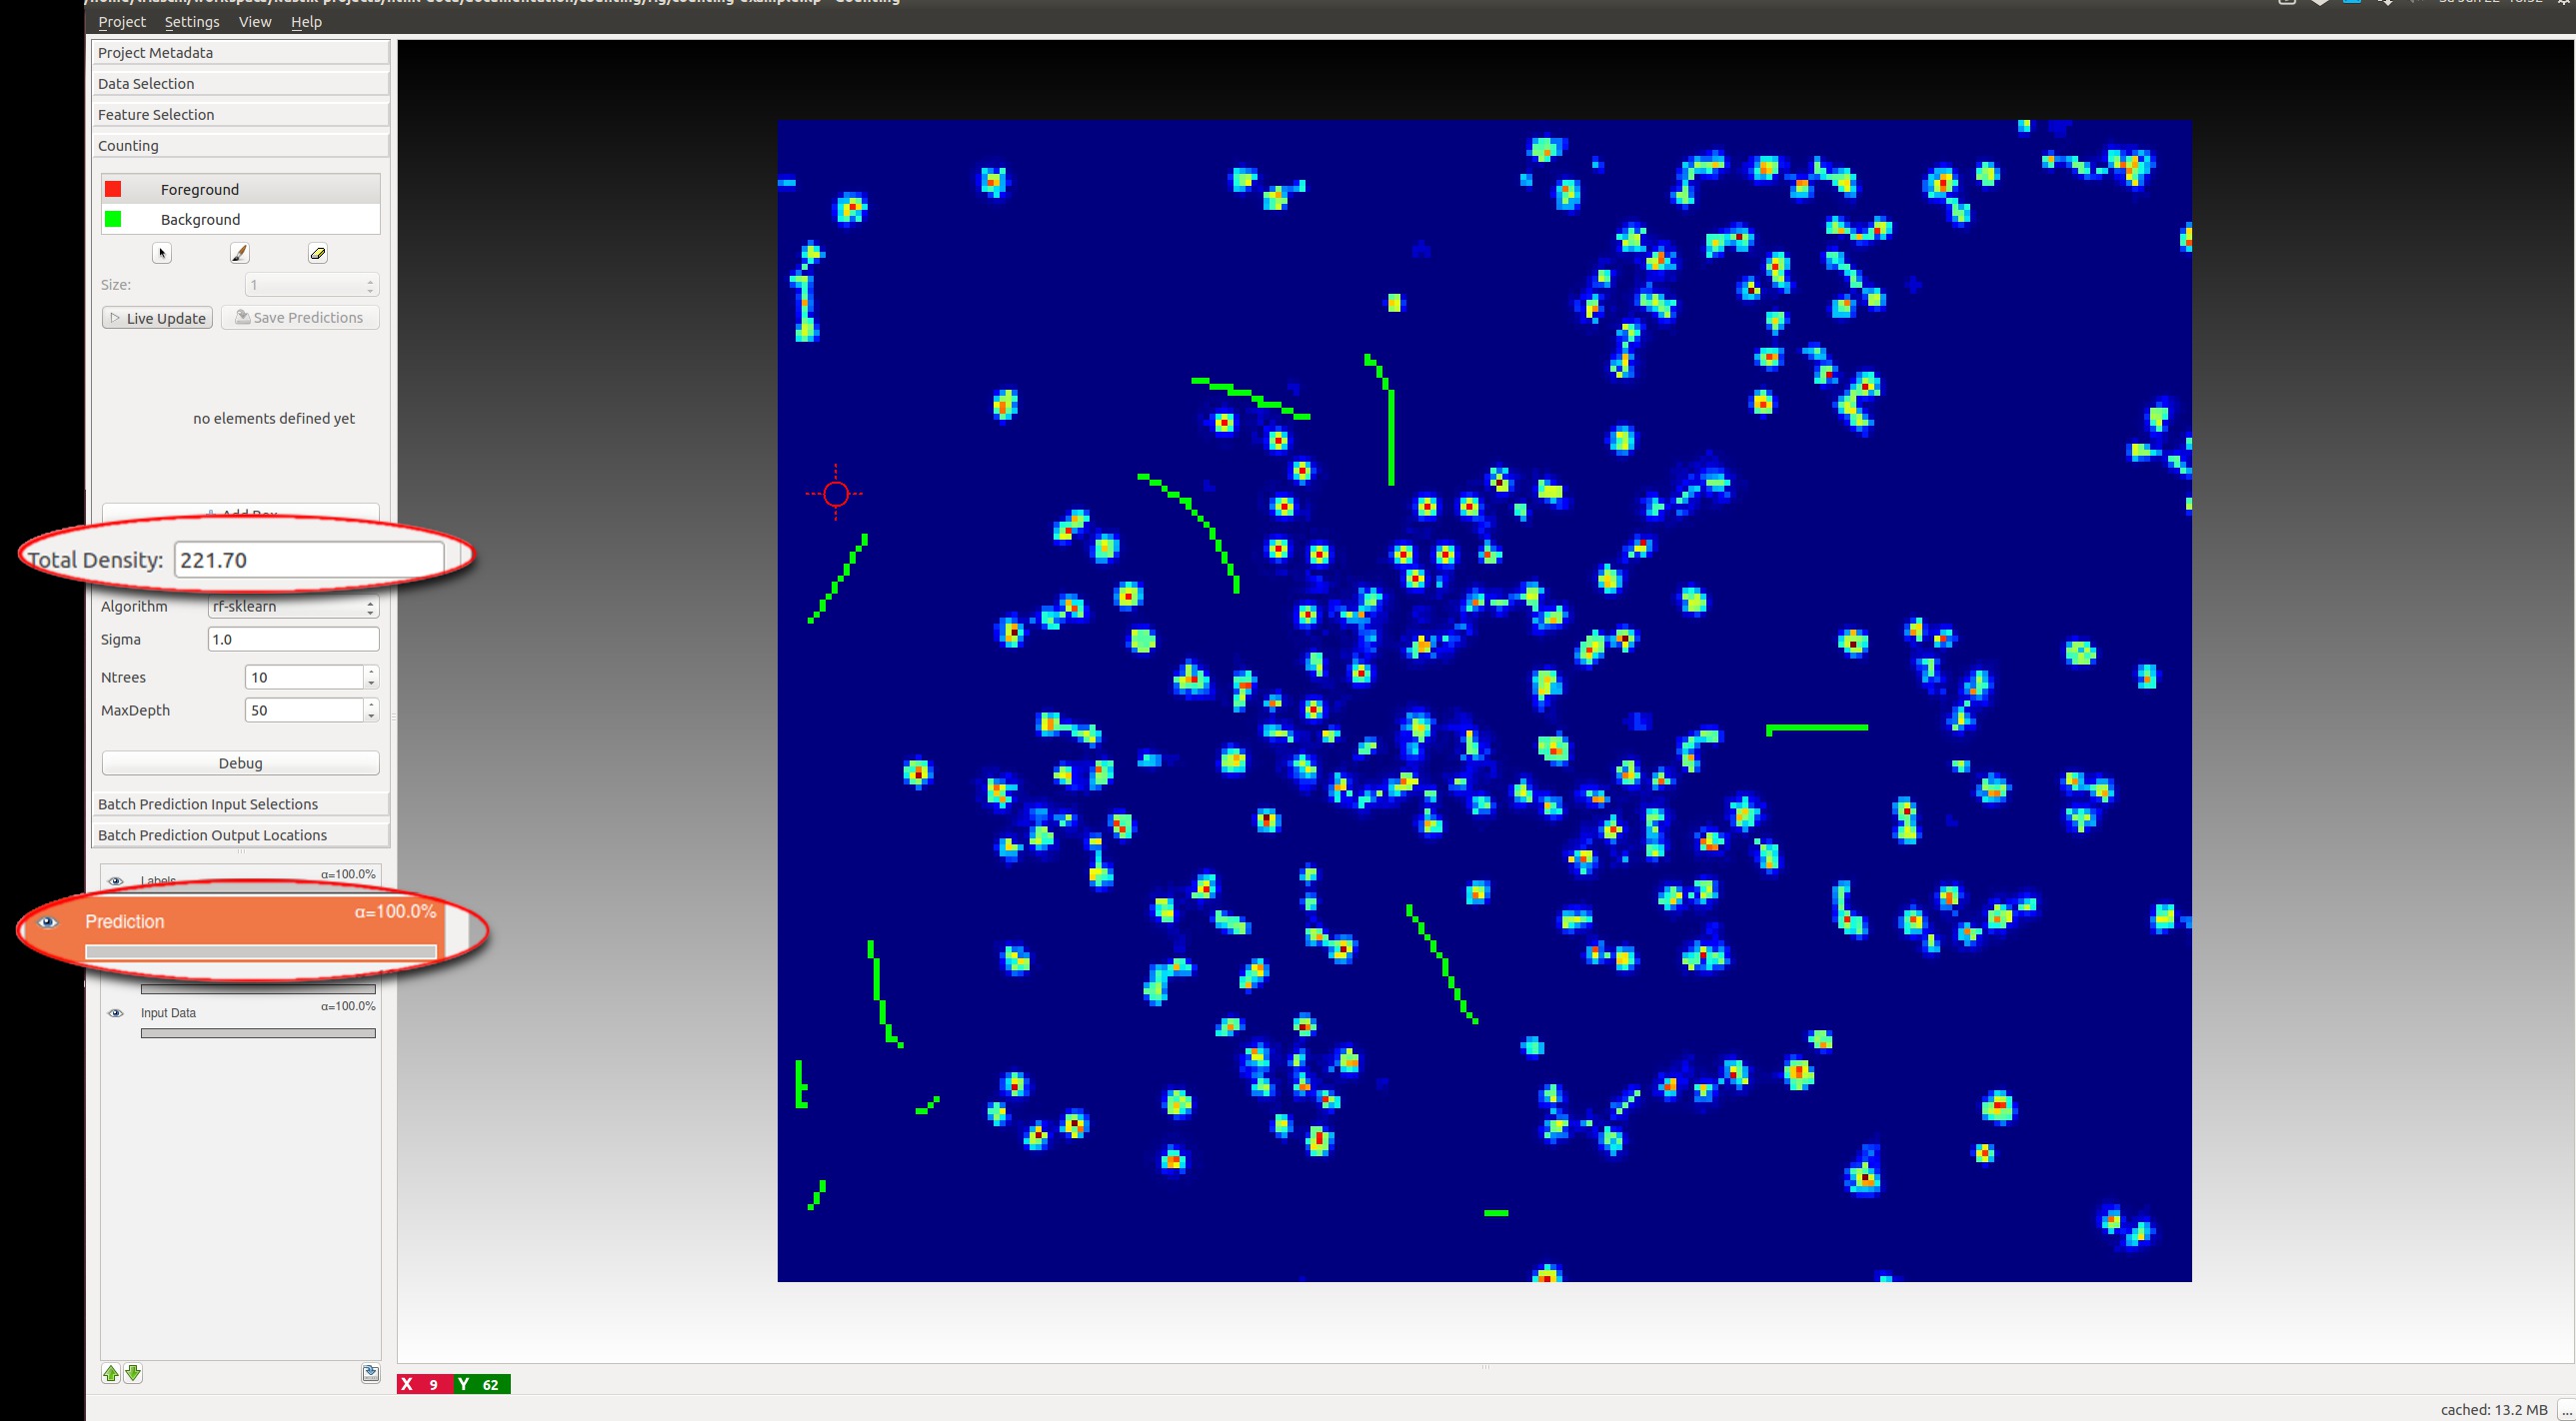 Project Settings View Help
Project Metadata
Data Selection
Feature Selection
Counting
Foreground
Background
Size: 1
Live Update Save Predictions
no elements defined yet
Total Density: 221.70
Algorithm rf-sklearn
Sigma 1.0
Ntrees 10
MaxDepth 50
Debug
Batch Prediction Input Selections
Batch Prediction Output Locations
Labels α=100.0%
Prediction α=100.0%
Input Data α=100.0%
X 9 Y 62
cached: 13.2 MB ...